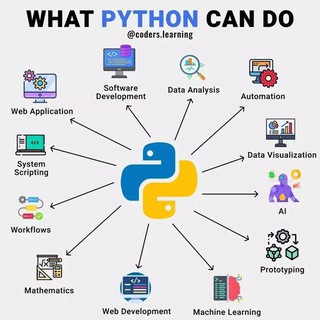 WHAT PYTHON CAN DO
@coders.learning
Software
Development
Data Analysis
Automation
Web Application
Data Visualization
System
Scripting
AI
Workflows
Prototyping
Mathematics
Web Development
Machine Learning